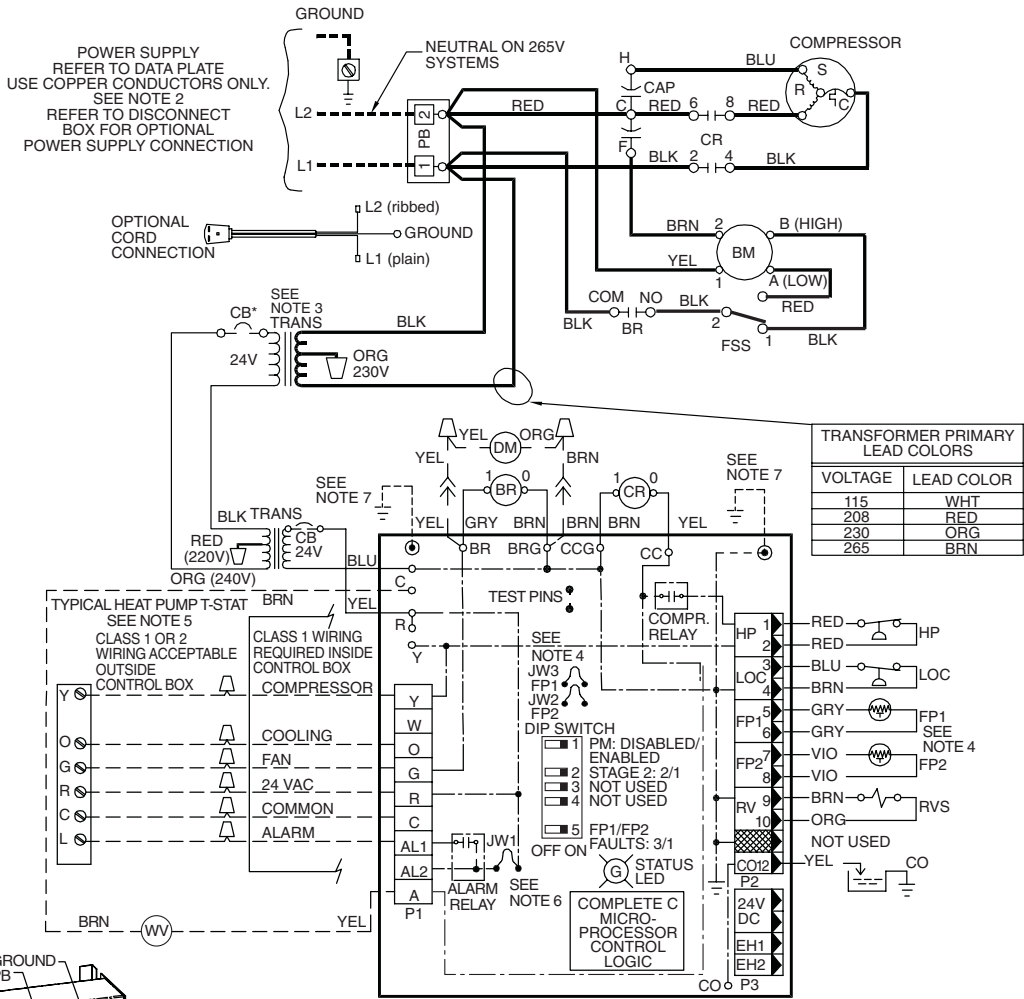 GROUND
POWER SUPPLY
REFER TO DATA PLATE
USE COPPER CONDUCTORS ONLY.
SEE NOTE 2
REFER TO DISCONNECT
BOX FOR OPTIONAL
POWER SUPPLY CONNECTION
NEUTRAL ON 265V
SYSTEMS
L2
L1
2
PB
1
RED
H
CAP
C
F
BLU
COMPRESSOR
S
R
C
RED 6 8 RED
CR
BLK 2 4 BLK
OPTIONAL
CORD
CONNECTION
L2 (ribbed)
GROUND
L1 (plain)
BRN 2
B (HIGH)
BM
YEL
1
A (LOW)
RED
COM NO BLK
BLK
BR
2
FSS
1
BLK
CB*
SEE
NOTE 3
TRANS
BLK
24V
ORG
230V
TRANSFORMER PRIMARY
LEAD COLORS
VOLTAGE LEAD COLOR
115 WHT
208 RED
230 ORG
265 BRN
YEL DM ORG
YEL BRN
SEE
NOTE 7
1 BR 0
1 CR 0
SEE
NOTE 7
YEL GRY BRN BRN BRN YEL
BLK TRANS
RED
(220V)
CB
24V
ORG (240V)
BLU
BR BRG CCG CC
C
BRN
YEL
R
Y
TEST PINS
COMPR.
RELAY
TYPICAL HEAT PUMP T-STAT
SEE NOTE 5
CLASS 1 OR 2
WIRING ACCEPTABLE
OUTSIDE
CONTROL BOX
CLASS 1 WIRING
REQUIRED INSIDE
CONTROL BOX
SEE
NOTE 4
JW3
FP1
JW2
FP2
Y COMPRESSOR
O COOLING
G FAN
R 24 VAC
C COMMON
L ALARM
Y
W
O
G
R
C
AL1
AL2
A
P1
DIP SWITCH
1 PM: DISABLED/
ENABLED
2 STAGE 2: 2/1
3 NOT USED
4 NOT USED
5 FP1/FP2
FAULTS: 3/1
OFF ON
JW1
ALARM
RELAY
SEE
NOTE 6
G
STATUS
LED
COMPLETE C
MICRO-
PROCESSOR
CONTROL
LOGIC
HP 1 RED
2 RED
HP
LOC 3 BLU
4 BRN
LOC
FP1 5 GRY
6 GRY
FP1
SEE
NOTE 4
FP2 7 VIO
8 VIO
FP2
RV 9 BRN
10 ORG
RVS
NOT USED
CO12 YEL
CO
P2
24V
DC
EH1
EH2
P3
CO
BRN WV YEL
GROUND
PB